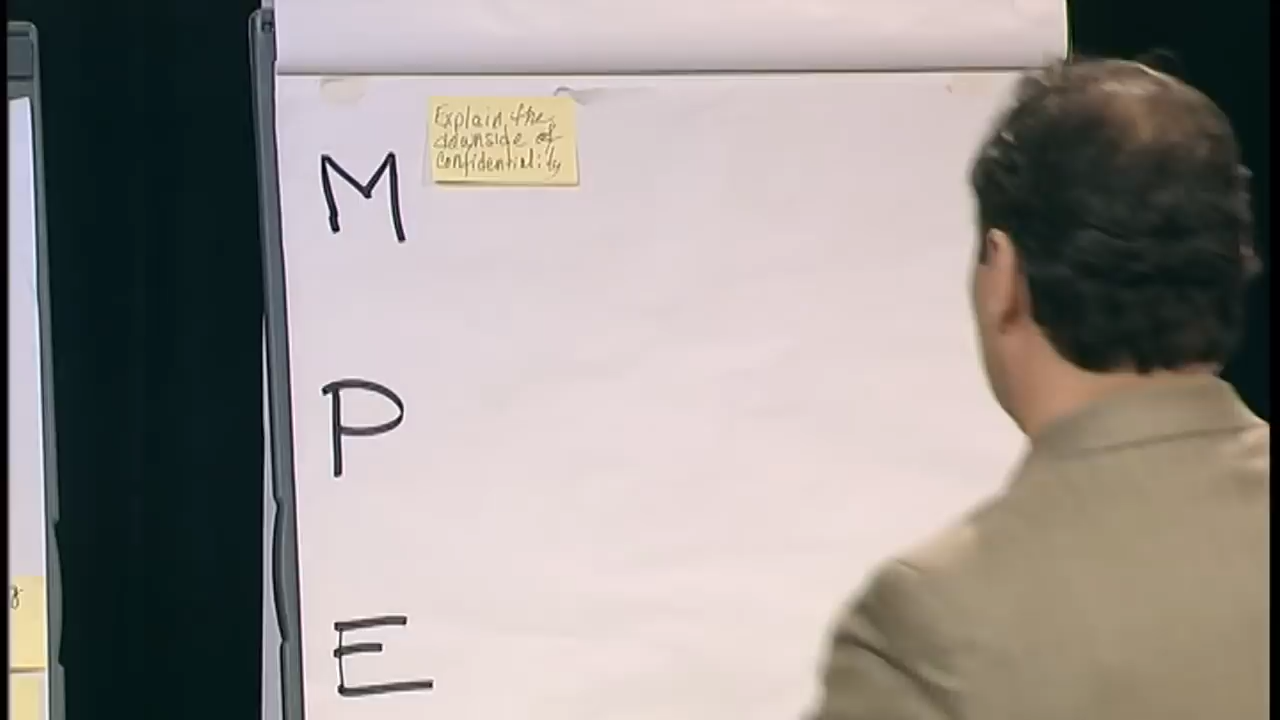 M
Explain the
downside of
confidentiality
P
E